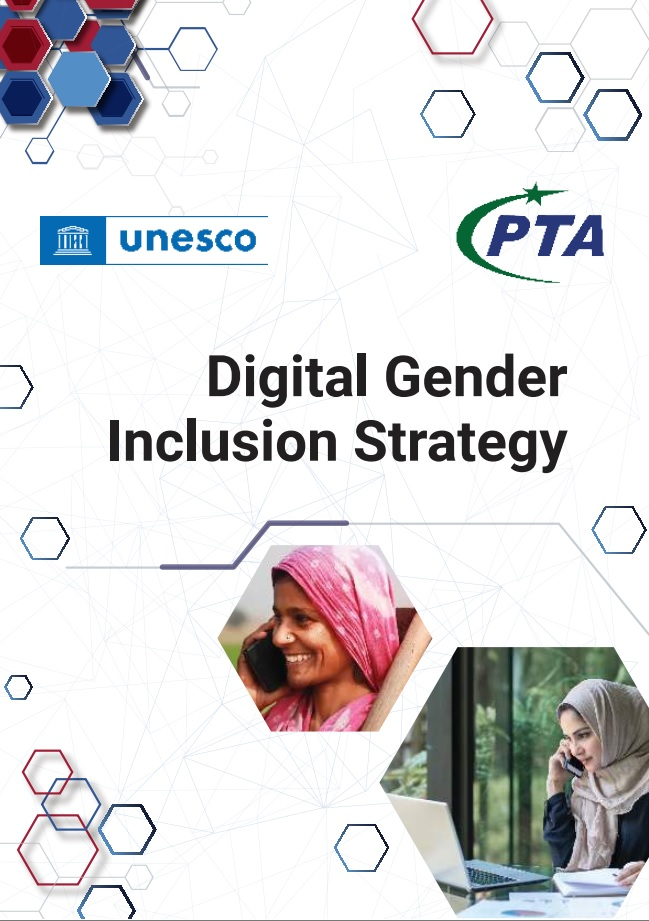 unesco
PTA
Digital Gender
Inclusion Strategy